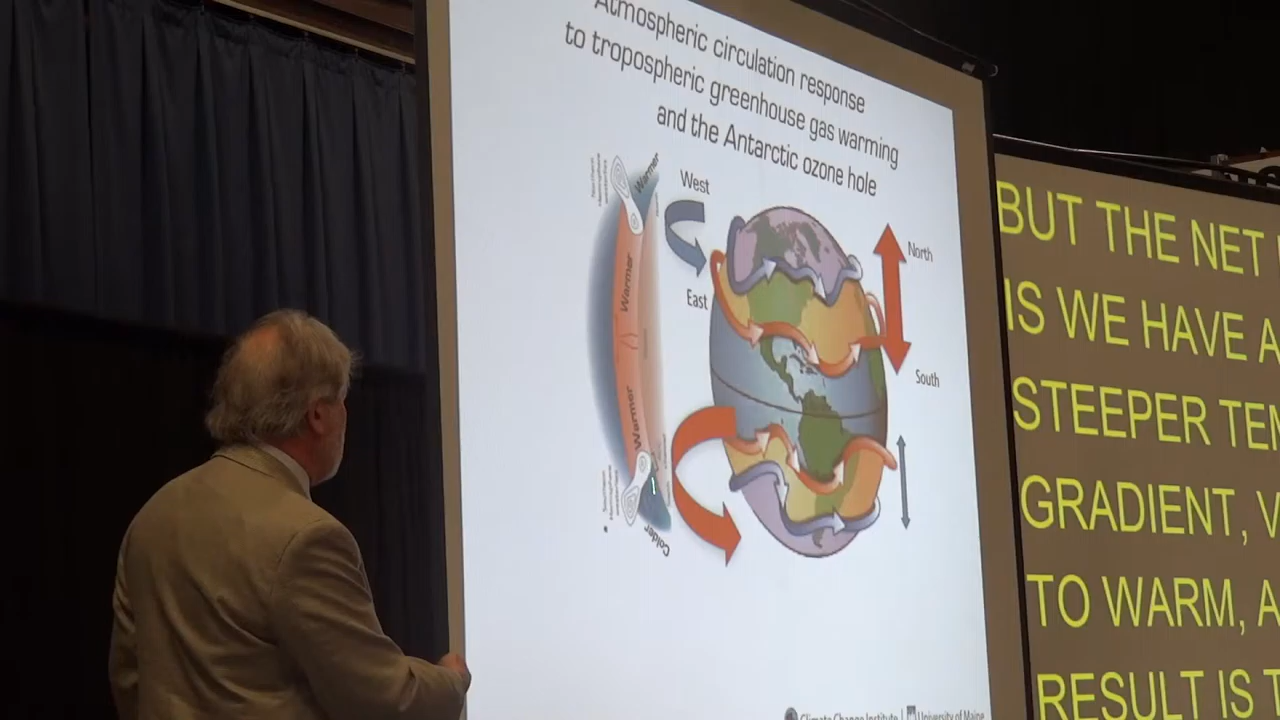 Atmospheric circulation response
to tropospheric greenhouse gas warming
and the Antarctic ozone hole
Warmer
West
East
Warmer
Warmer
Colder
North
South
Climate Change Institute | University of Maine
BUT THE NET
IS WE HAVE A
STEEPER
GRADIENT,
TO WARM,
RESULT IS